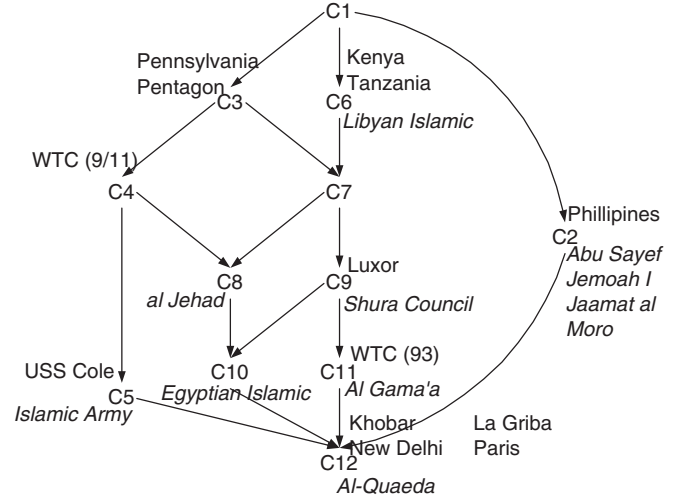 C1
Pennsylvania
Pentagon
Kenya
Tanzania
C3
C6
Libyan Islamic
WTC (9/11)
C4
C7
Phillipines
C2
Abu Sayef
Jemoah I
Jaamat al
Moro
C8
al Jehad
Luxor
C9
Shura Council
USS Cole
C5
Islamic Army
C10
Egyptian Islamic
WTC (93)
C11
Al Gama'a
Khobar
New Delhi
La Griba
Paris
C12
Al-Quaeda